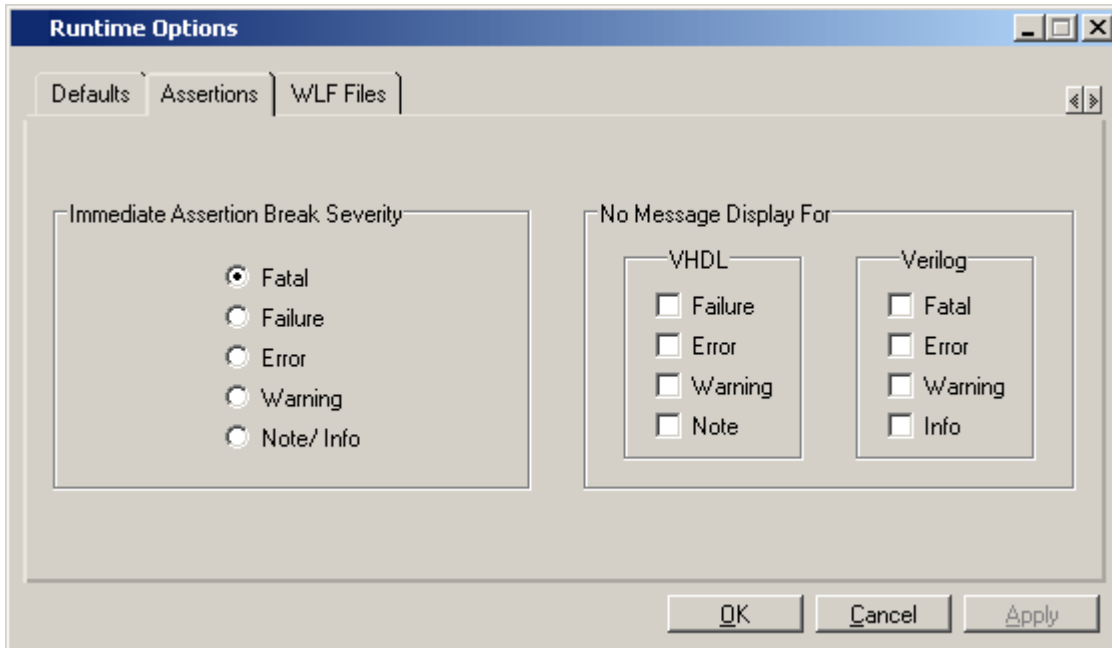 Runtime Options
Defaults Assertions WLF Files
Immediate Assertion Break Severity
Fatal
Failure
Error
Warning
Note/ Info
No Message Display For
VHDL
Failure
Error
Warning
Note
Verilog
Fatal
Error
Warning
Info
OK Cancel Apply